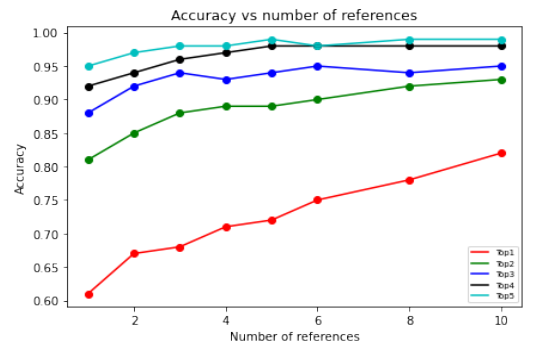 Accuracy vs number of references
1.00
0.95
0.90
0.85
0.80
0.75
0.70
0.65
0.60
Accuracy
Top1
Top2
Top3
Top4
Top5
2 4 6 8 10
Number of references